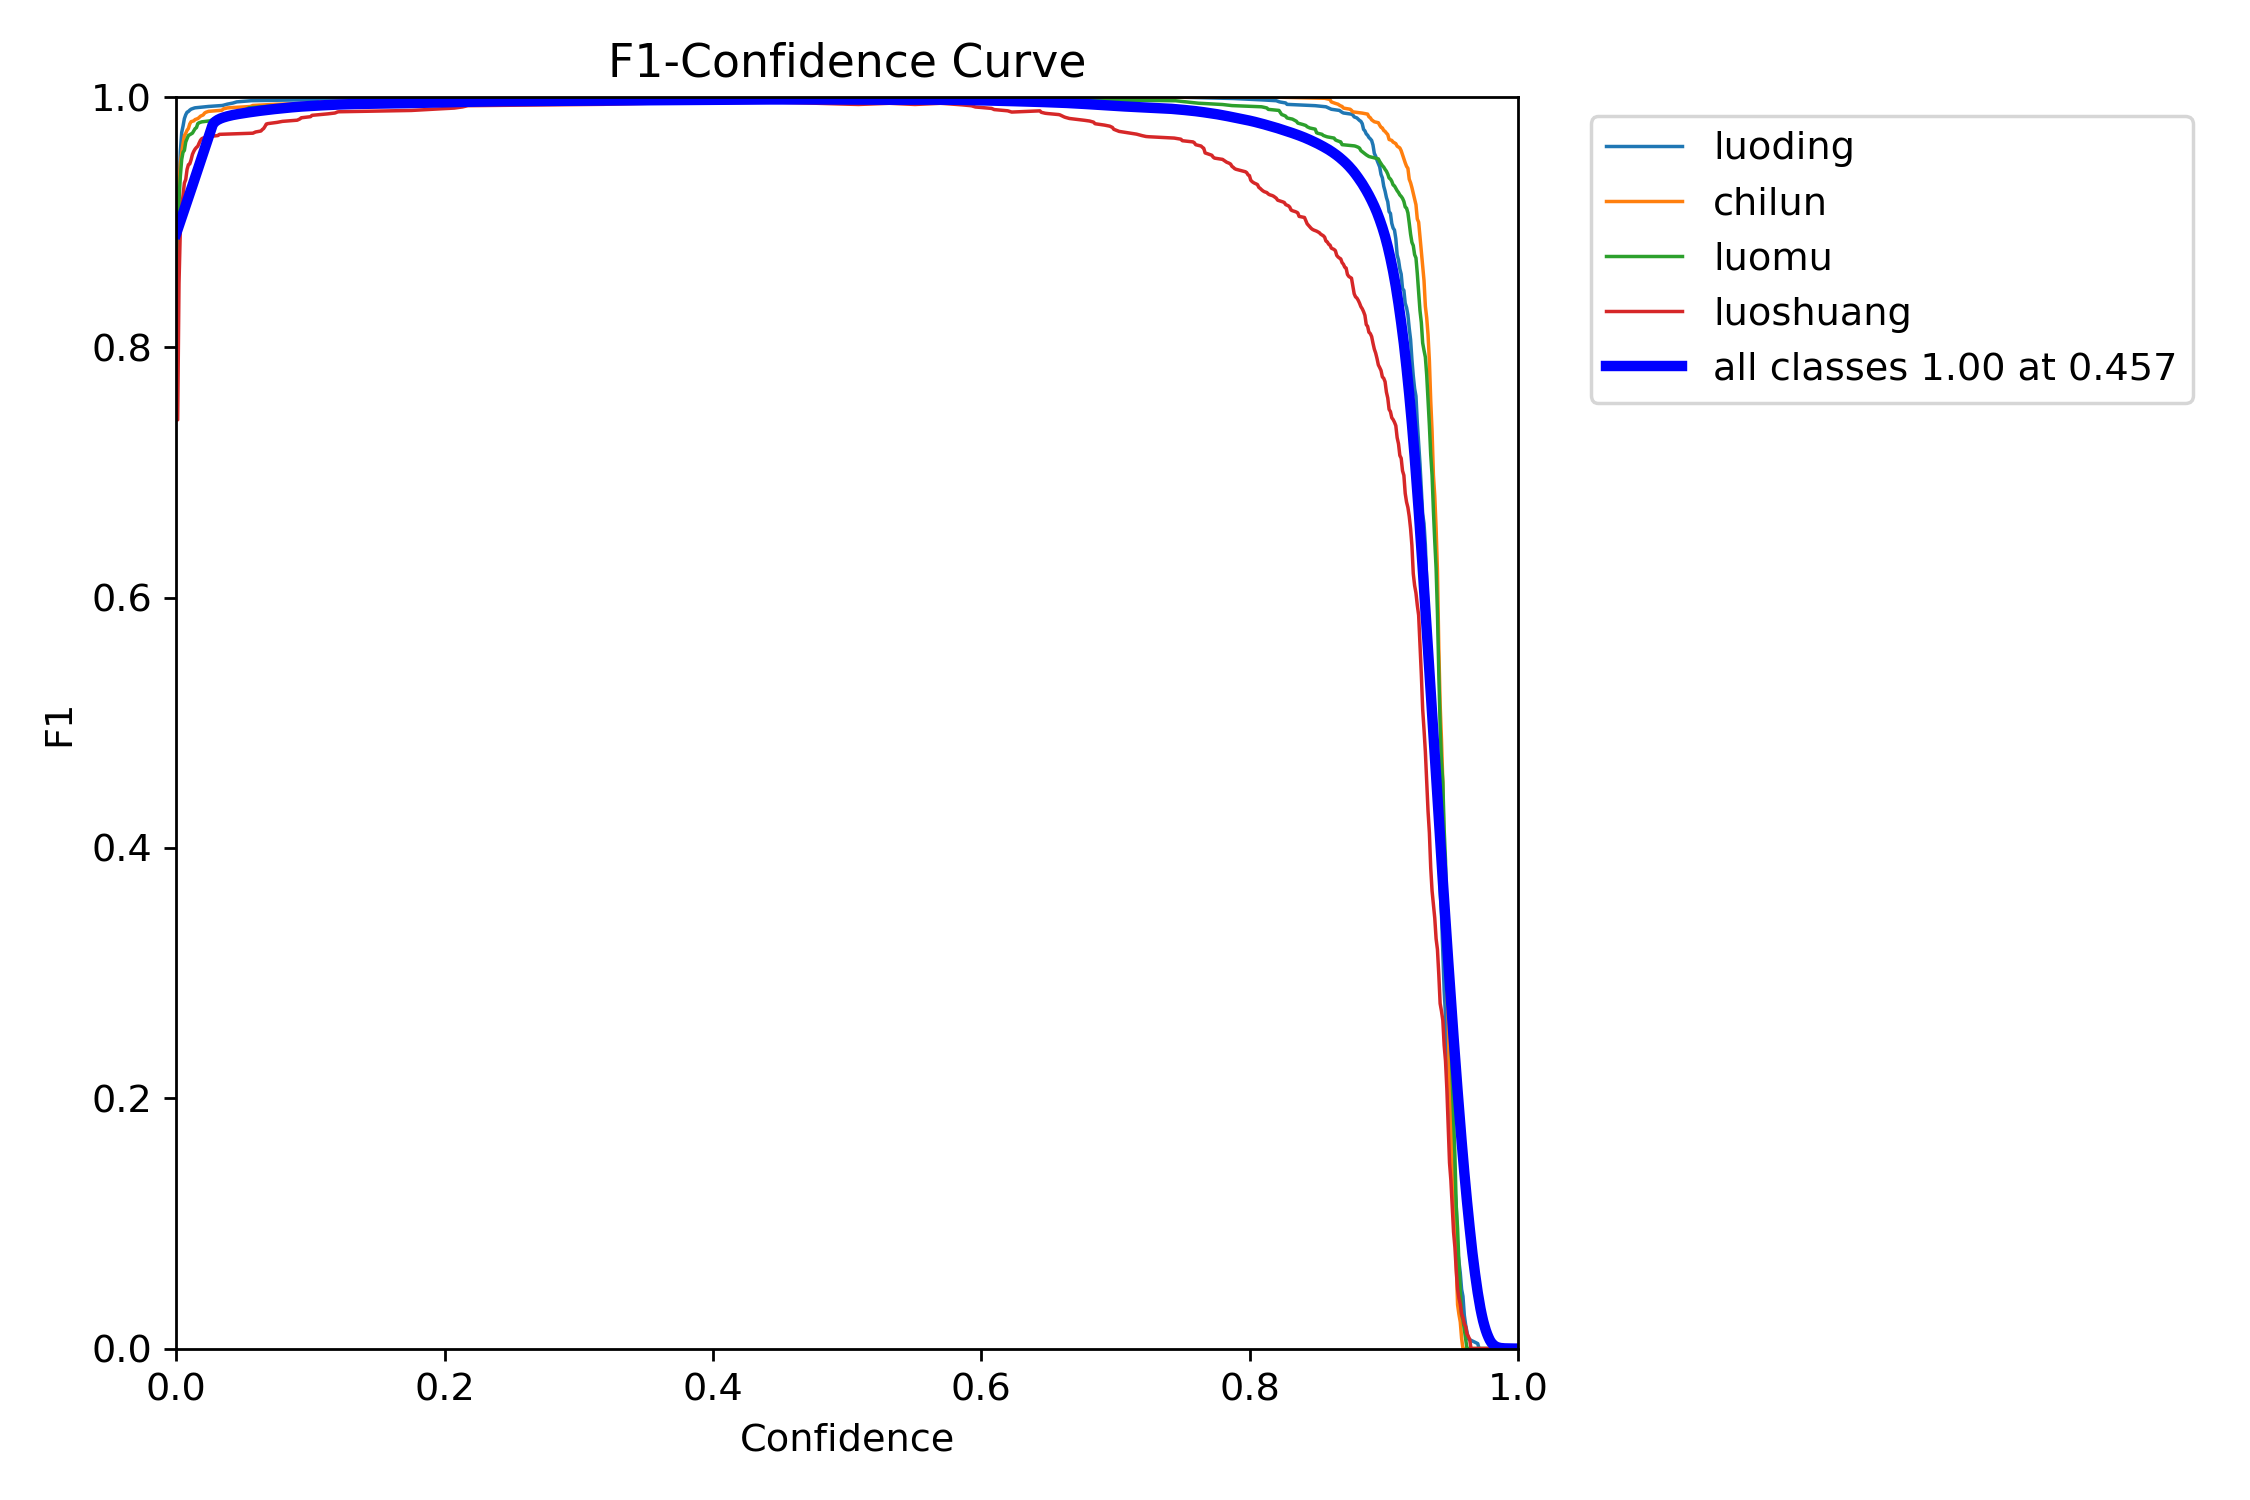 F1-Confidence Curve
1.0
0.8
0.6
0.4
0.2
0.0
F1
0.0 0.2 0.4 0.6 0.8 1.0
Confidence
luoding
chilun
luomu
luoshuang
all classes 1.00 at 0.457